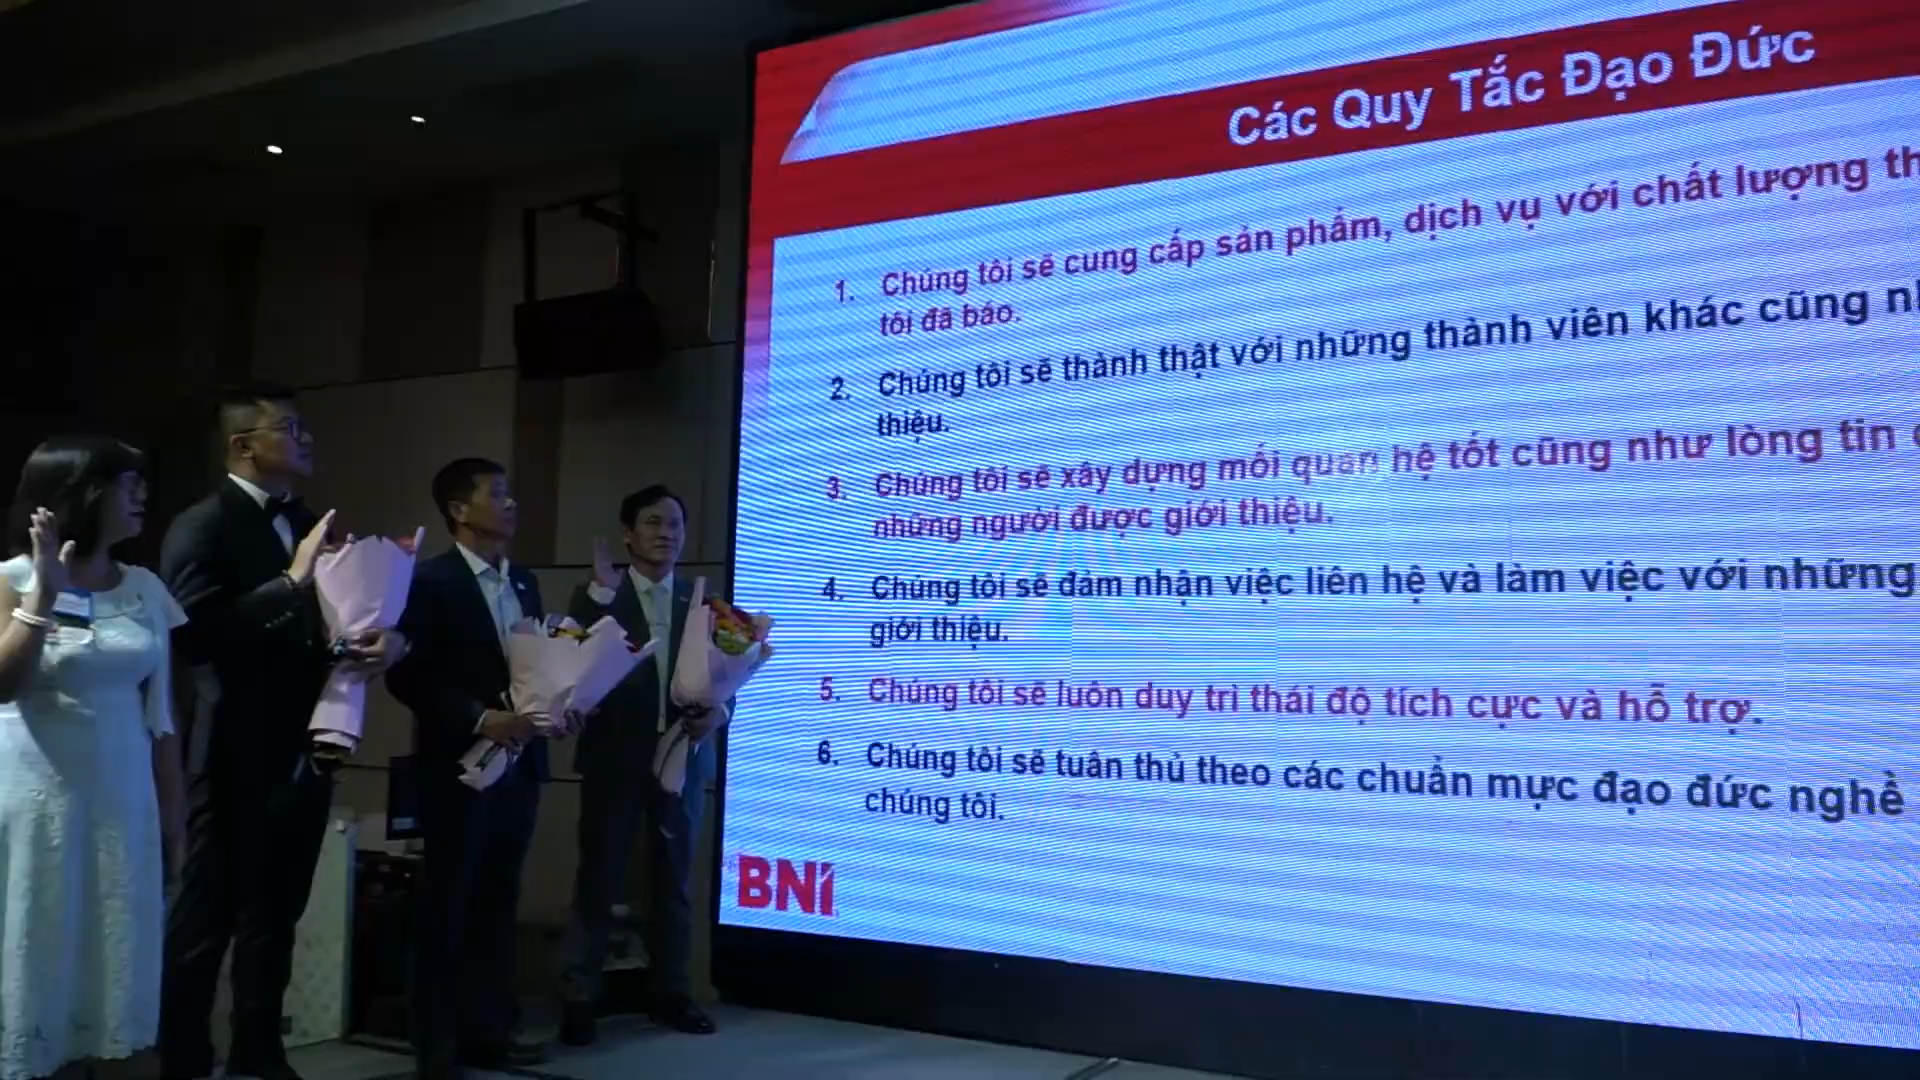 Các Quy Tắc Đạo Đức
1. Chúng tôi sẽ cung cấp sản phẩm, dịch vụ với chất lượng
tôi đã báo.
2. Chúng tôi sẽ thành thật với những thành viên khác cũng
thiệu.
3. Chúng tôi sẽ xây dựng mối quan hệ tốt cũng như lòng tin
những người được giới thiệu.
4. Chúng tôi sẽ đảm nhận việc liên hệ và làm việc với những
giới thiệu.
5. Chúng tôi sẽ luôn duy trì thái độ tích cực và hỗ trợ.
6. Chúng tôi sẽ tuân thủ theo các chuẩn mực đạo đức nghề
chúng tôi.
BNI